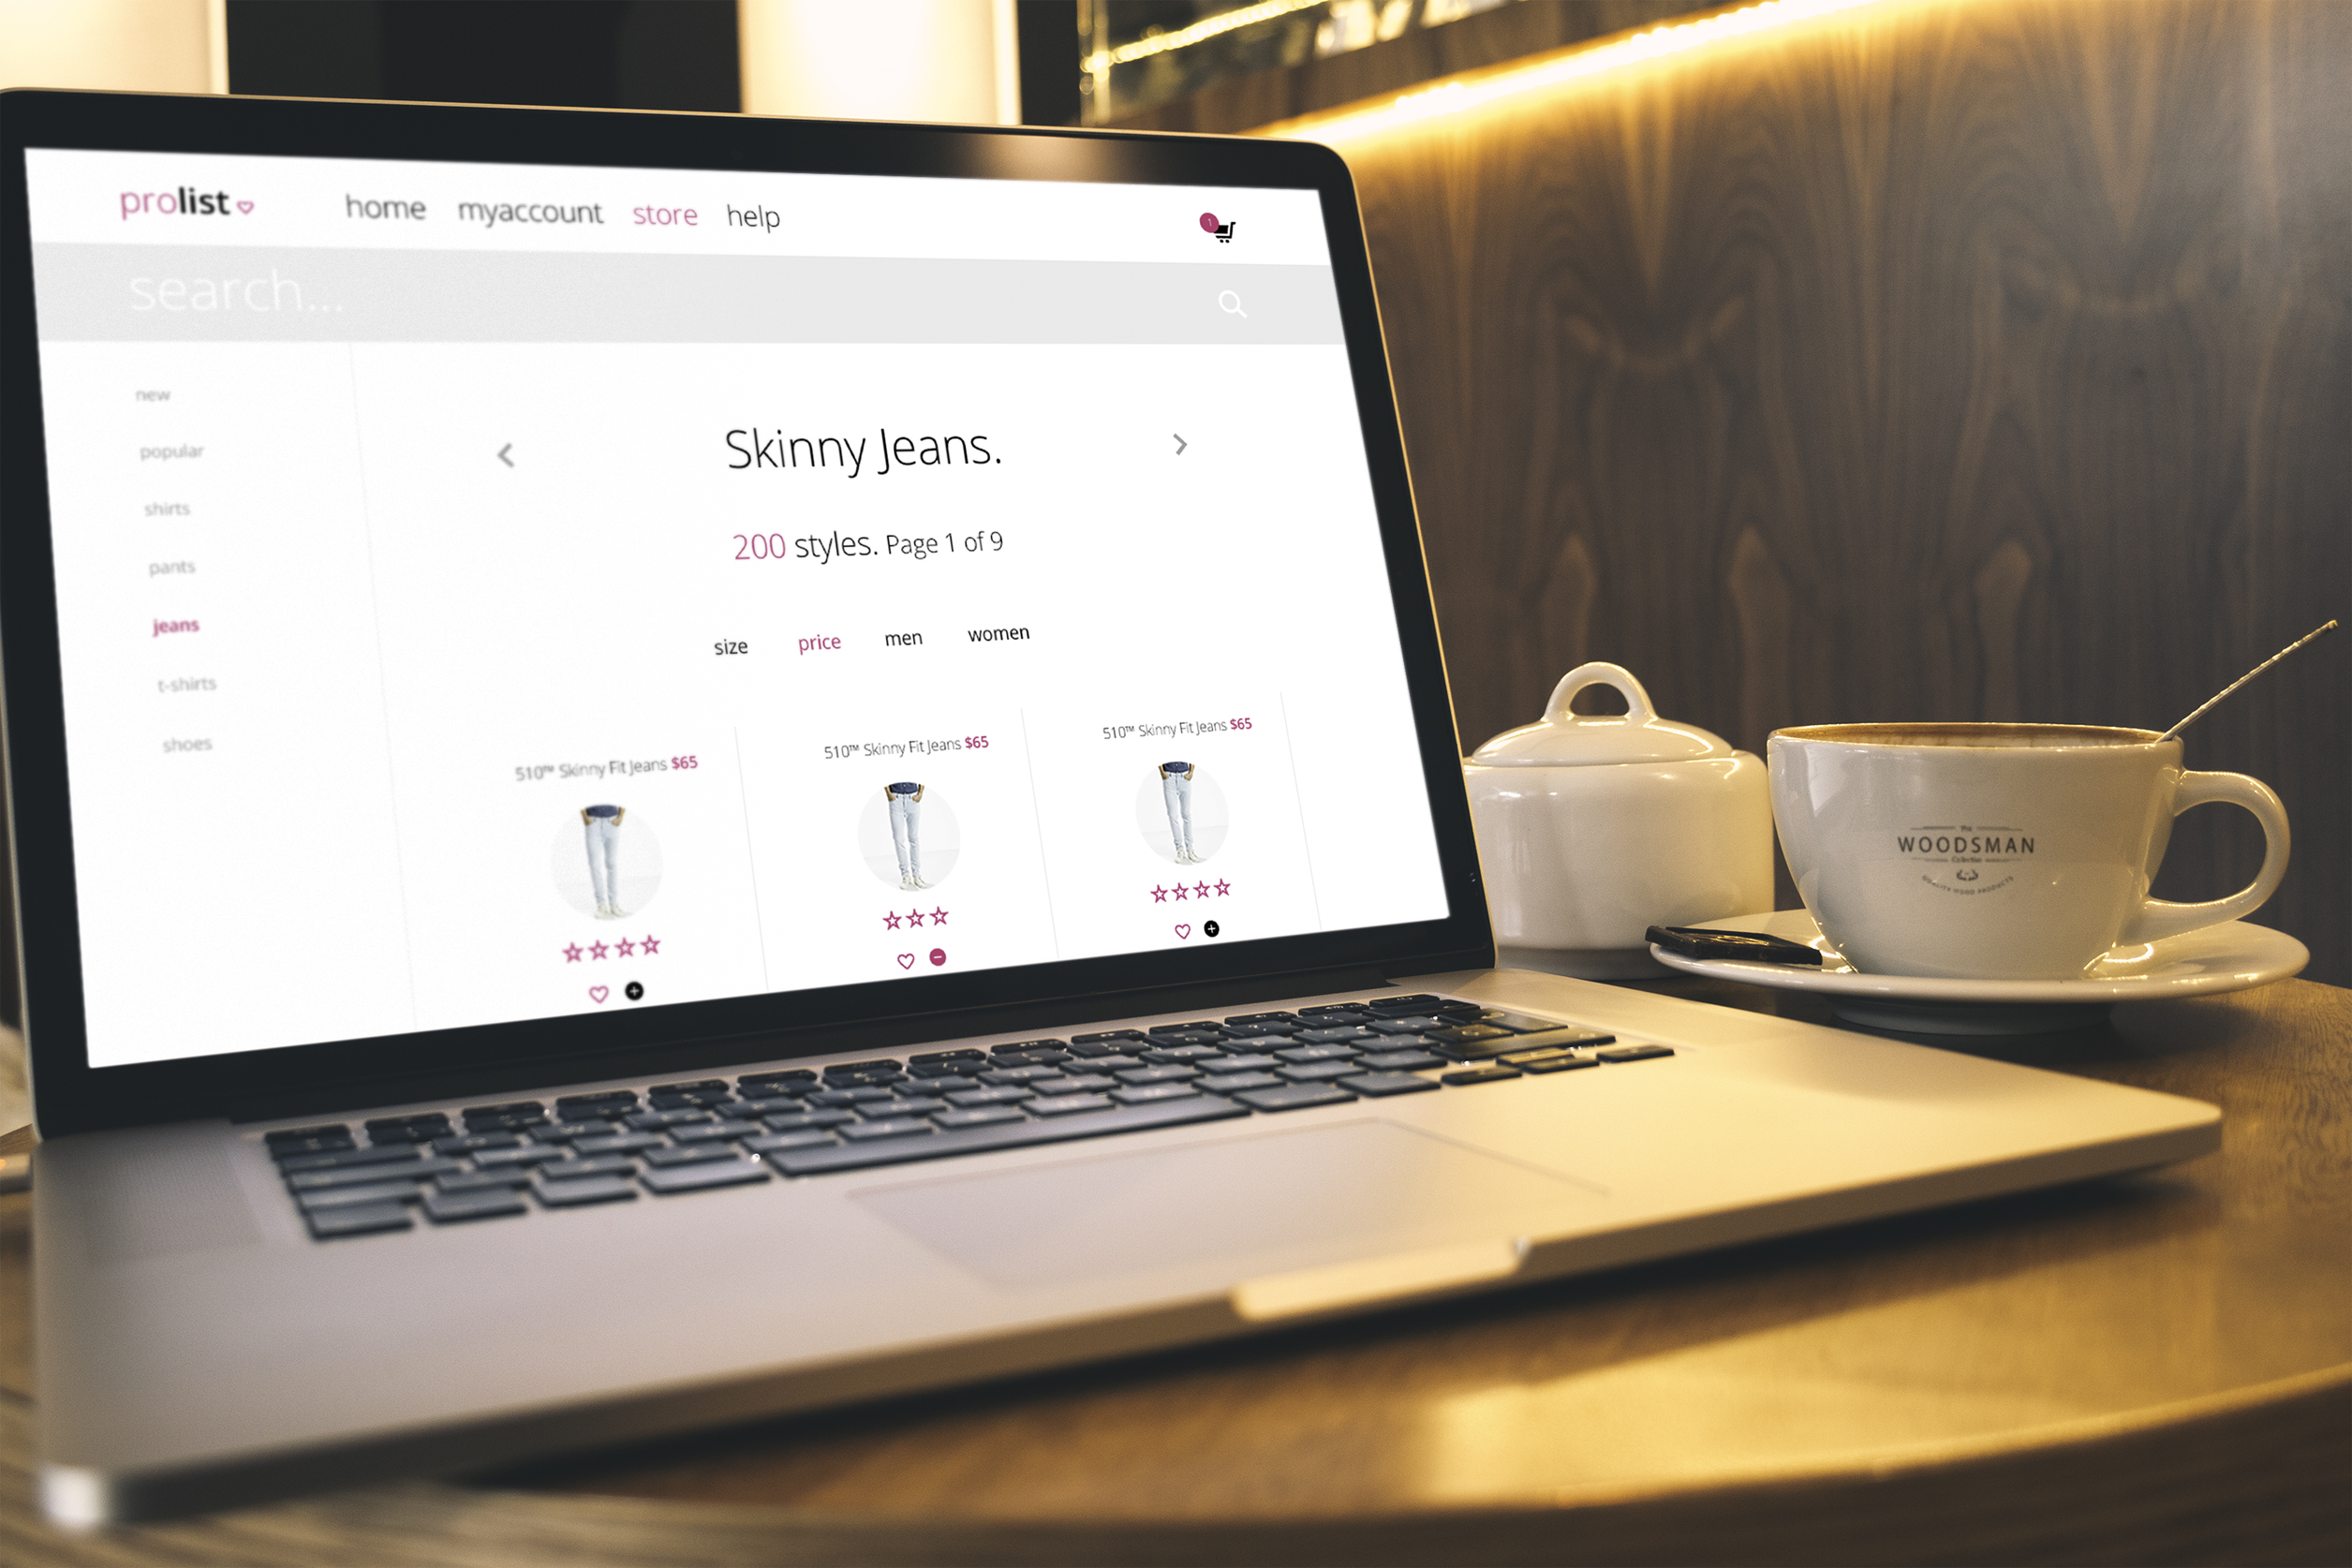 prolist
home myaccount store help
1
search...
new
popular
shirts
pants
jeans
t-shirts
shoes
Skinny Jeans.
200 styles. Page 1 of 9
size price men women
510™ Skinny Fit Jeans $65
510™ Skinny Fit Jeans $65
510™ Skinny Fit Jeans $65
The
WOODSMAN
Collection
QUALITY WOOD PRODUCTS